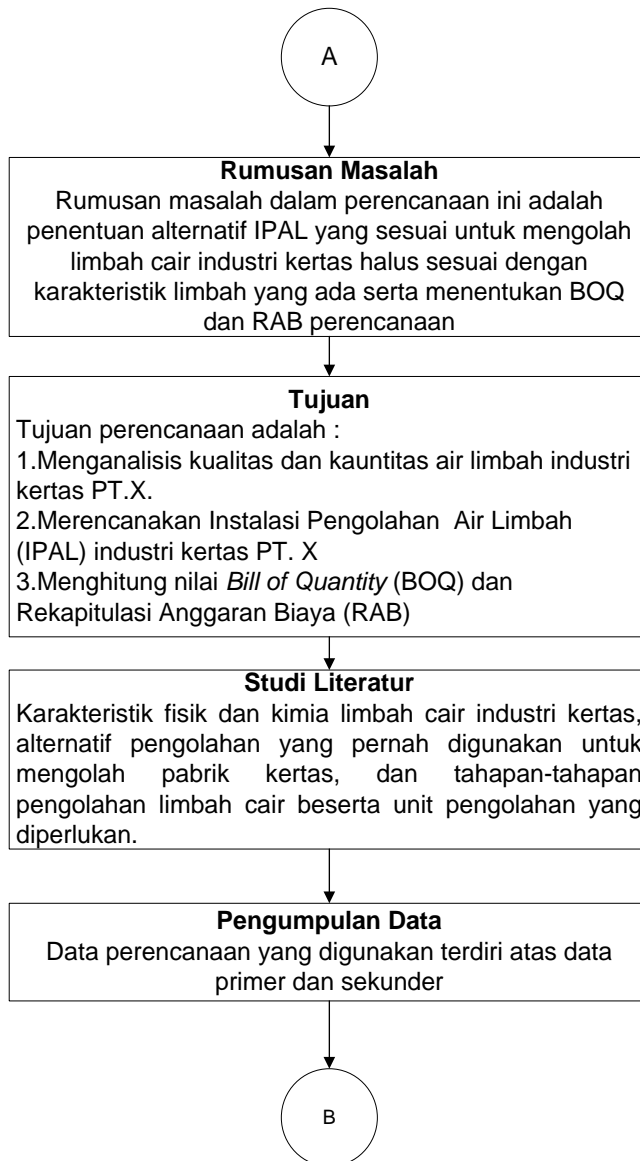 A
Rumusan Masalah
Rumusan masalah dalam perencanaan ini adalah
penentuan alternatif IPAL yang sesuai untuk mengolah
limbah cair industri kertas halus sesuai dengan
karakteristik limbah yang ada serta menentukan BOQ
dan RAB perencanaan
Tujuan
Tujuan perencanaan adalah :
1.Menganalisis kualitas dan kauntitas air limbah industri
kertas PT.X.
2.Merencanakan Instalasi Pengolahan Air Limbah
(IPAL) industri kertas PT. X
3.Menghitung nilai Bill of Quantity (BOQ) dan
Rekapitulasi Anggaran Biaya (RAB)
Studi Literatur
Karakteristik fisik dan kimia limbah cair industri kertas,
alternatif pengolahan yang pernah digunakan untuk
mengolah pabrik kertas, dan tahapan-tahapan
pengolahan limbah cair beserta unit pengolahan yang
diperlukan.
Pengumpulan Data
Data perencanaan yang digunakan terdiri atas data
primer dan sekunder
B